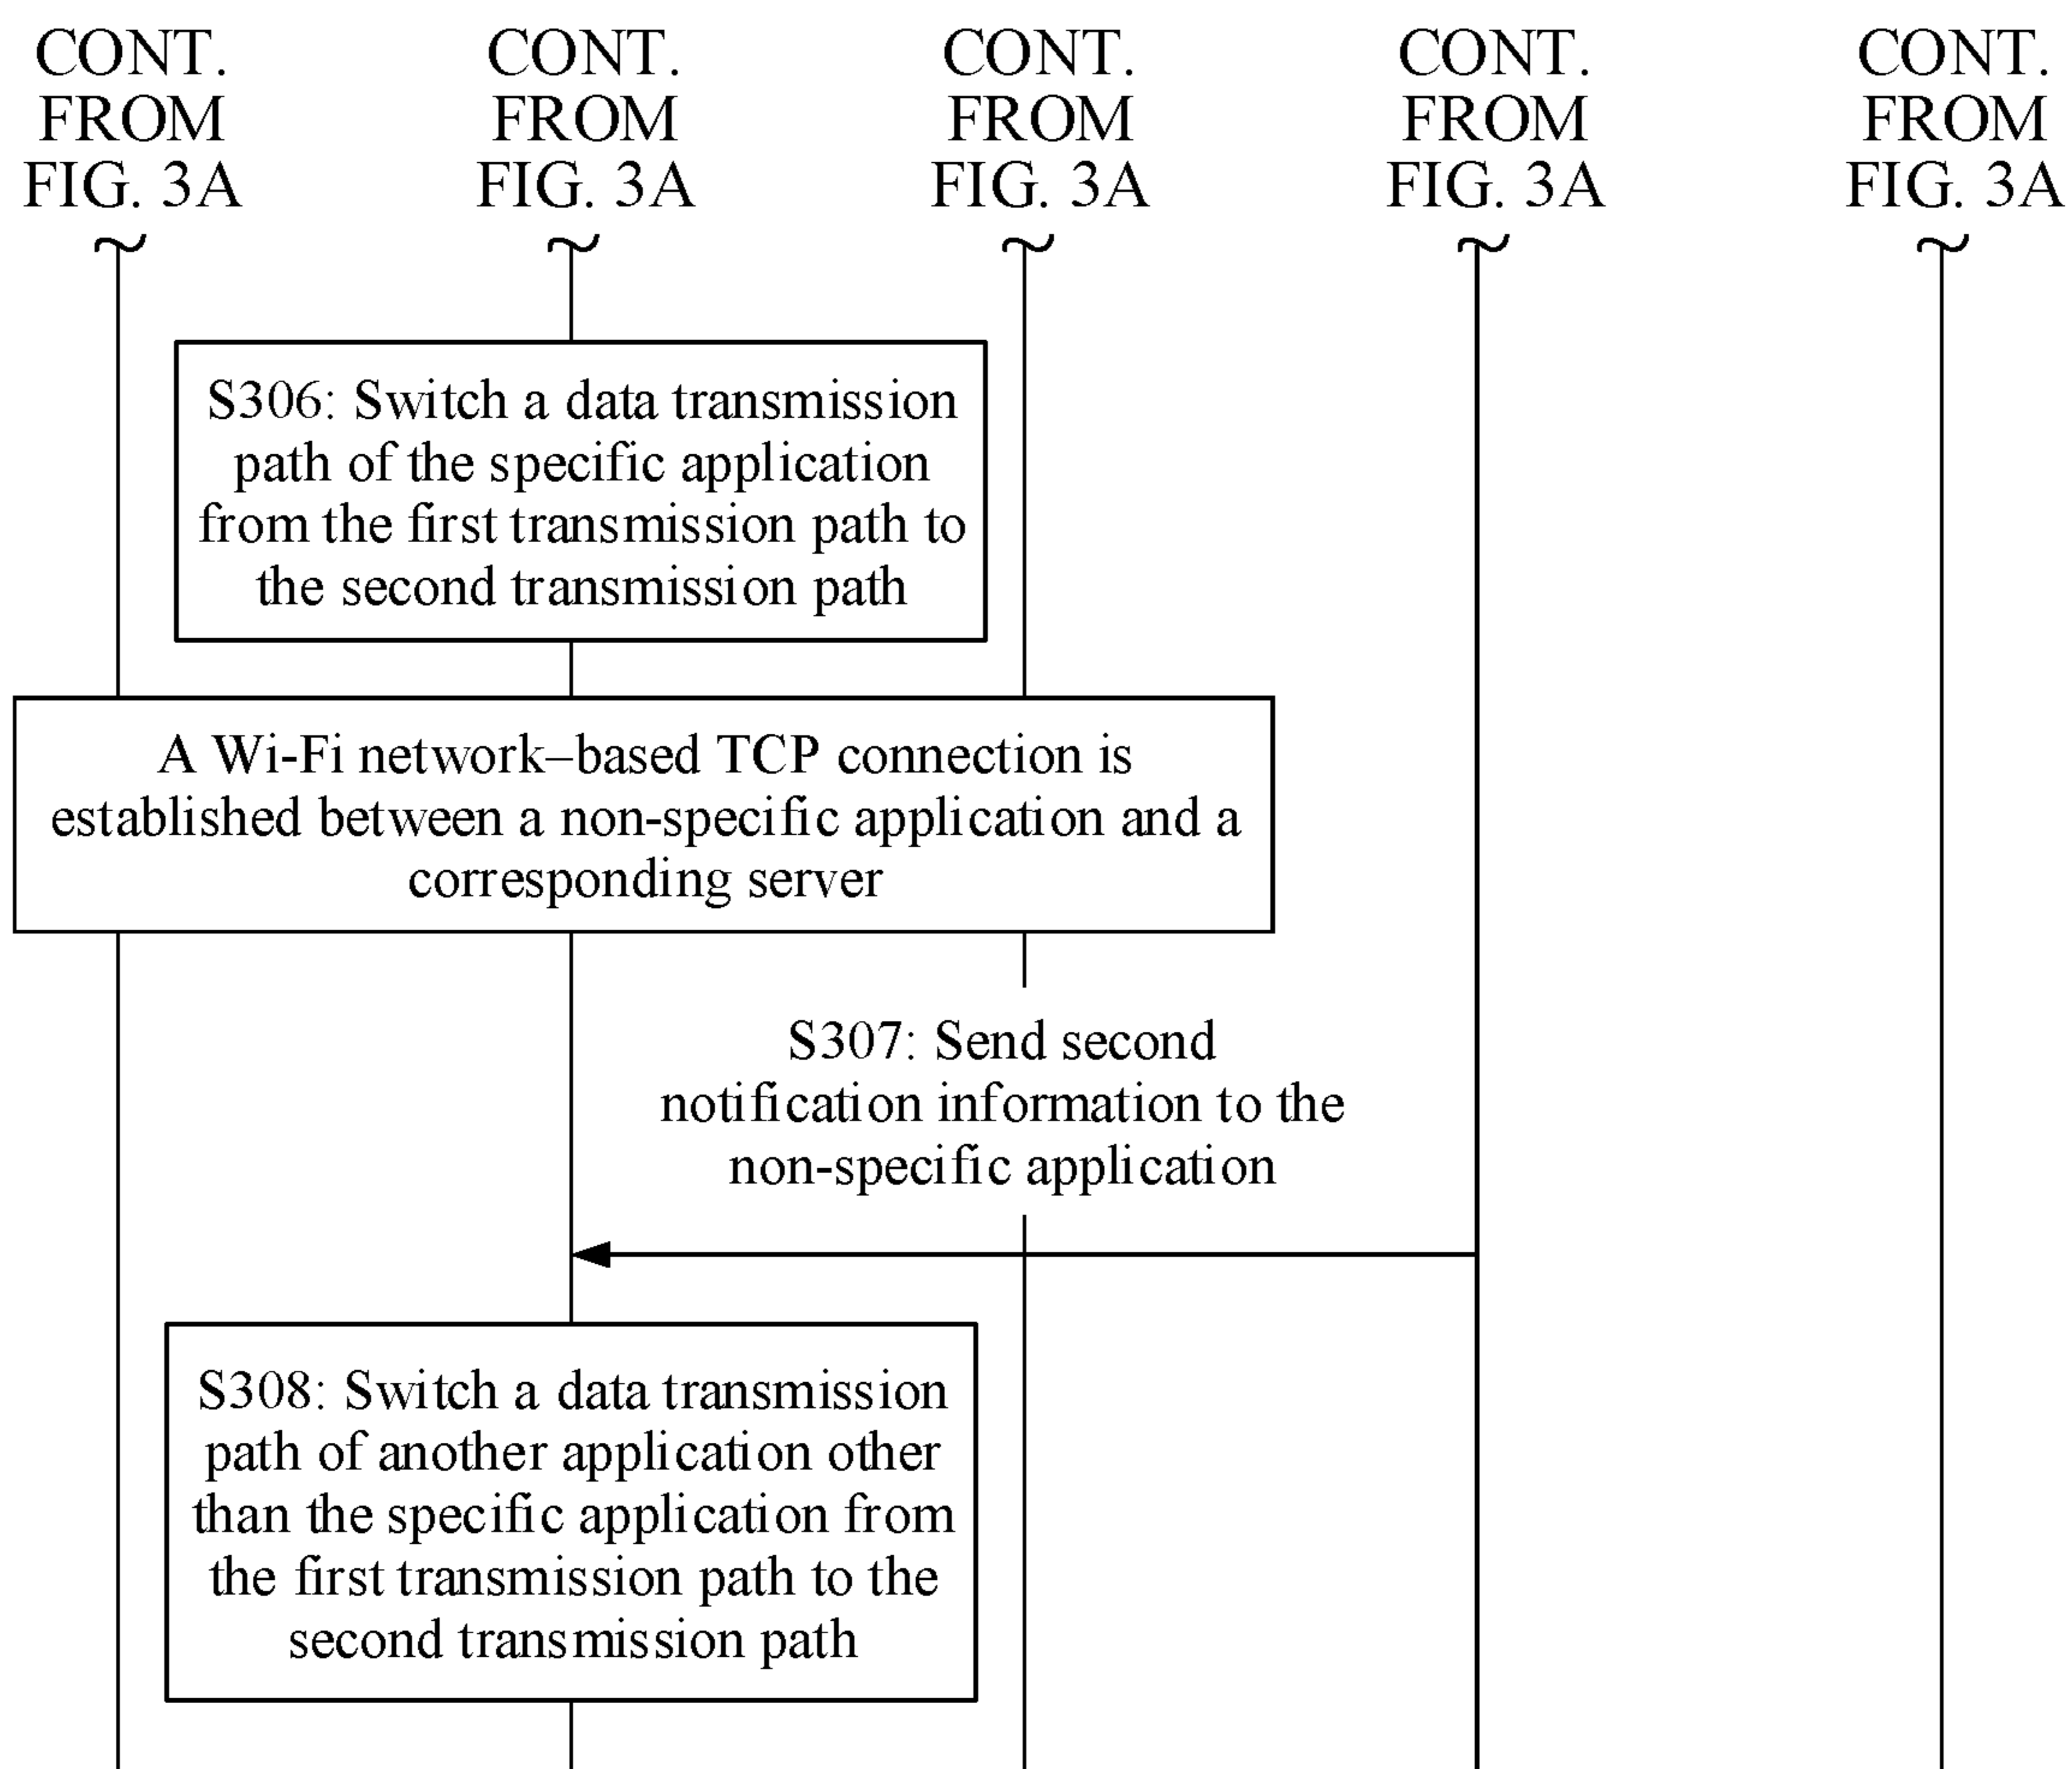 CONT.
FROM
FIG. 3A
CONT.
FROM
FIG. 3A
CONT.
FROM
FIG. 3A
CONT.
FROM
FIG. 3A
CONT.
FROM
FIG. 3A
S306: Switch a data transmission
path of the specific application
from the first transmission path to
the second transmission path
A Wi-Fi network–based TCP connection is
established between a non-specific application and a
corresponding server
S307: Send second
notification information to the
non-specific application
S308: Switch a data transmission
path of another application other
than the specific application from
the first transmission path to the
second transmission path